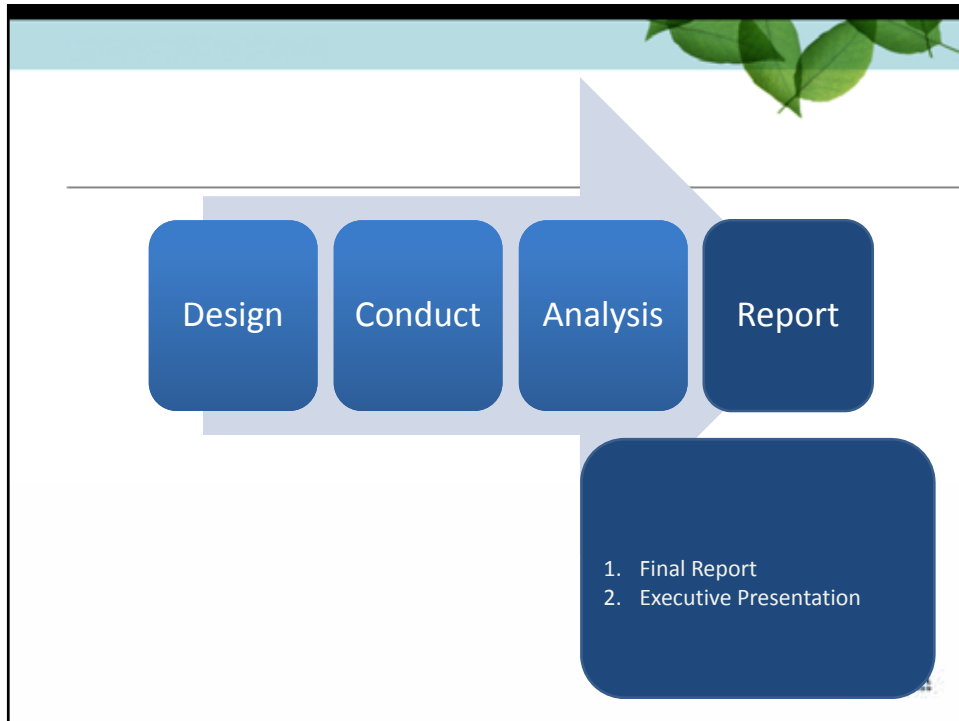 Design
Conduct
Analysis
Report
1. Final Report
2. Executive Presentation